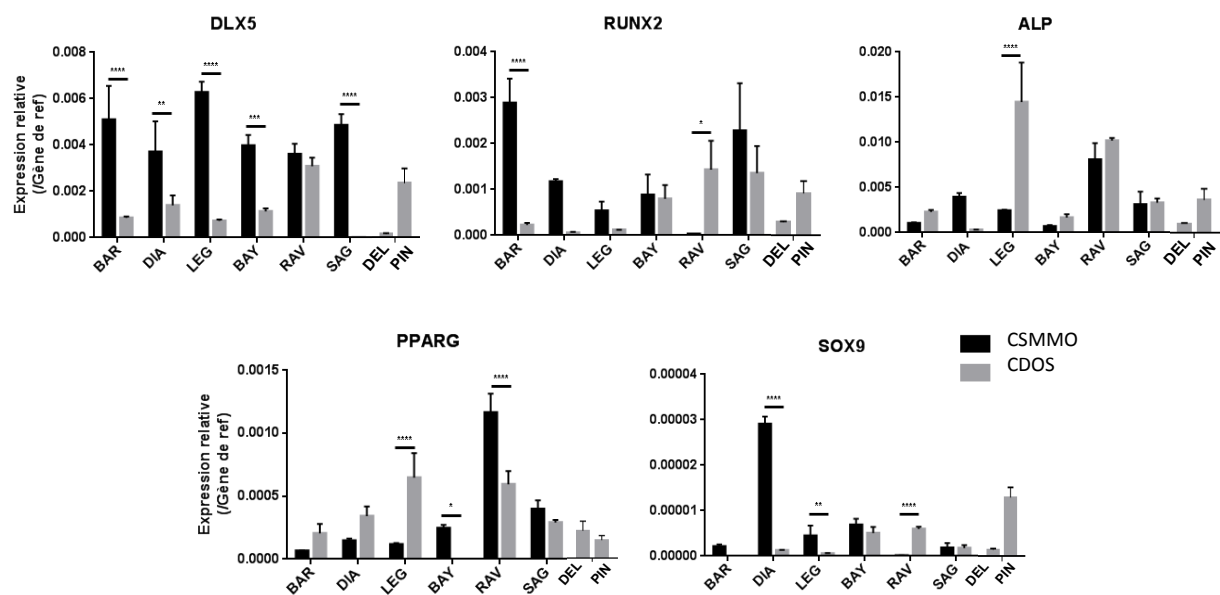 DLX5
Expression relative
(/Gène de ref)
0.008
0.006
0.004
0.002
0.000
****
**
****
***
****
BAR DIA LEG BAY RAV SAG DEL PIN
RUNX2
0.004
0.003
0.002
0.001
0.000
****
*
BAR DIA LEG BAY RAV SAG DEL PIN
ALP
0.020
0.015
0.010
0.005
0.000
****
BAR DIA LEG BAY RAV SAG DEL PIN
PPARG
Expression relative
(/Gène de ref)
0.0015
0.0010
0.0005
0.0000
****
*
****
BAR DIA LEG BAY RAV SAG DEL PIN
SOX9
0.00004
0.00003
0.00002
0.00001
0.00000
****
**
****
BAR DIA LEG BAY RAV SAG DEL PIN
CSMMO
CDOS